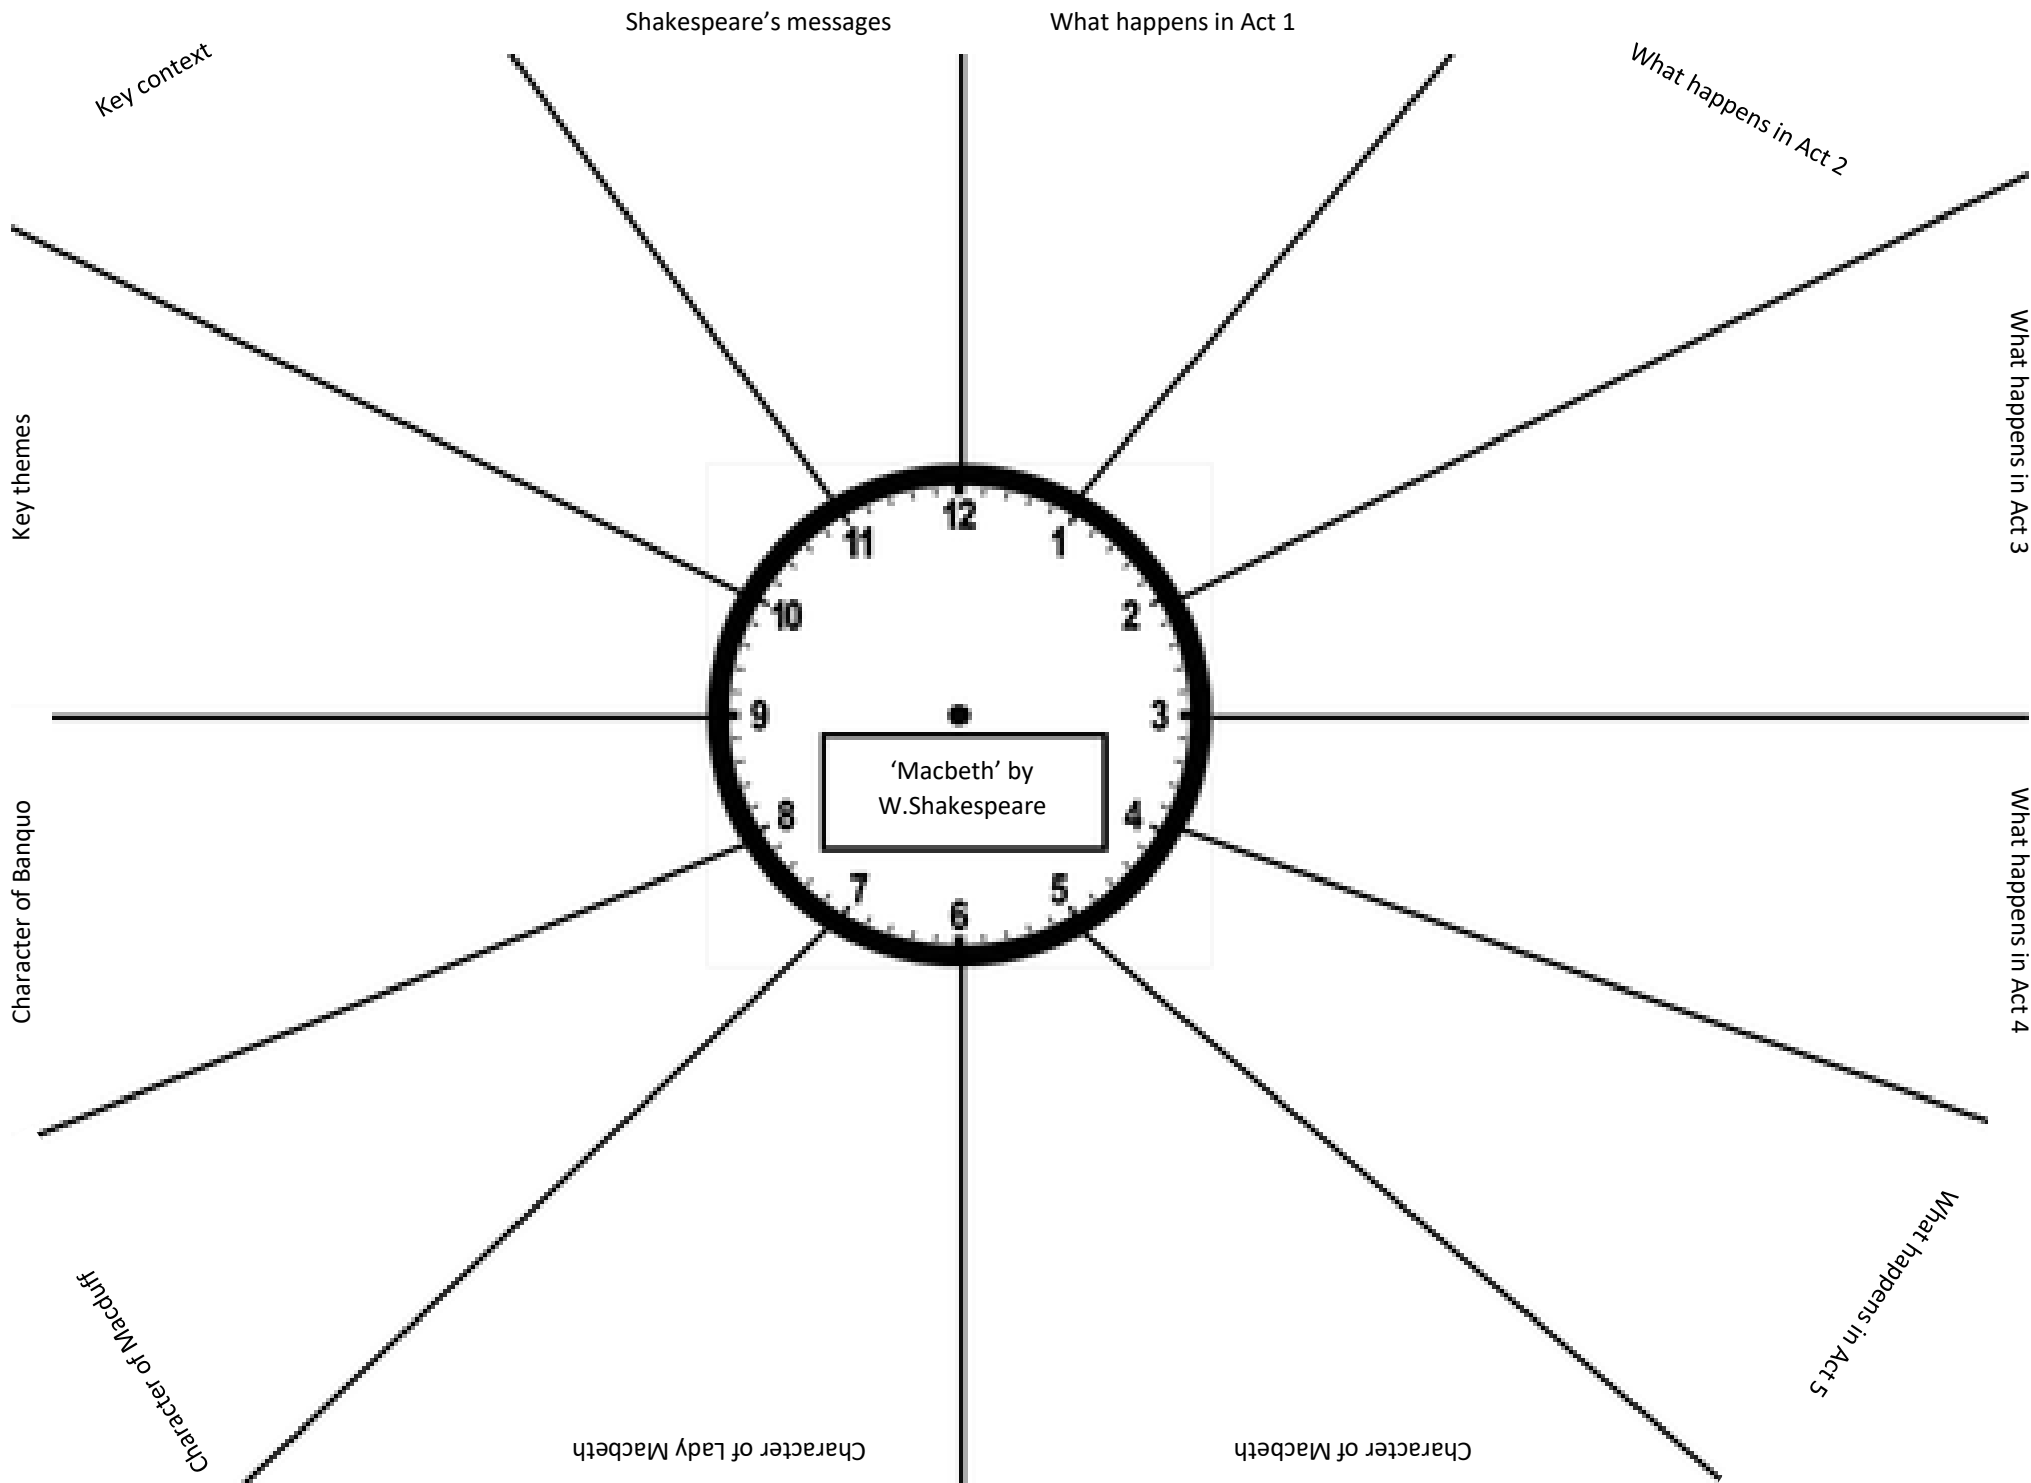 Shakespeare’s messages
What happens in Act 1
What happens in Act 2
What happens in Act 3
What happens in Act 4
What happens in Act 5
Character of Macbeth
Character of Lady Macbeth
Character of Macduff
Character of Banquo
Key themes
Key context
12
1
2
3
4
5
6
7
8
9
10
11
‘Macbeth’ by
W.Shakespeare